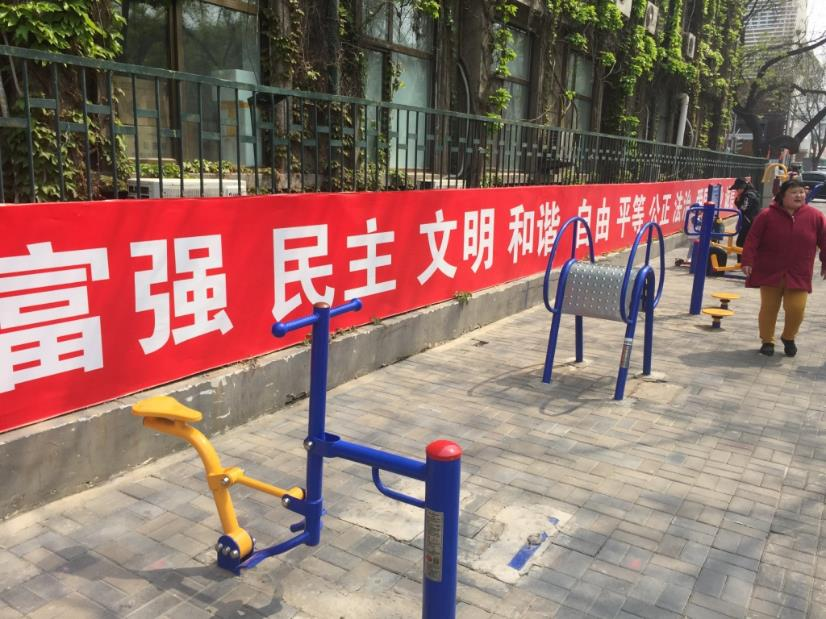 富强 民主 文明 和谐 自由 平等 公正 法治